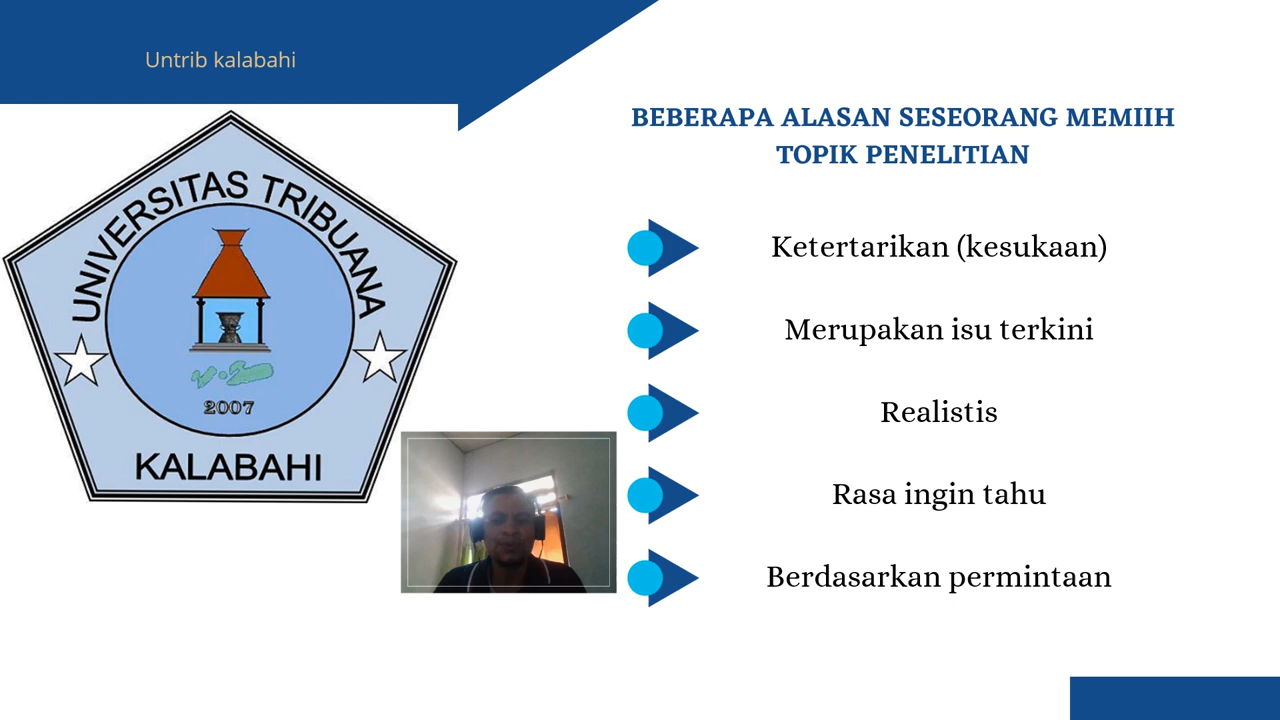 Untrib kalabahi
UNIVERSITAS TRIBUANA
2007
KALABAHI
BEBERAPA ALASAN SESEORANG MEMIIH
TOPIK PENELITIAN
Ketertarikan (kesukaan)
Merupakan isu terkini
Realistis
Rasa ingin tahu
Berdasarkan permintaan